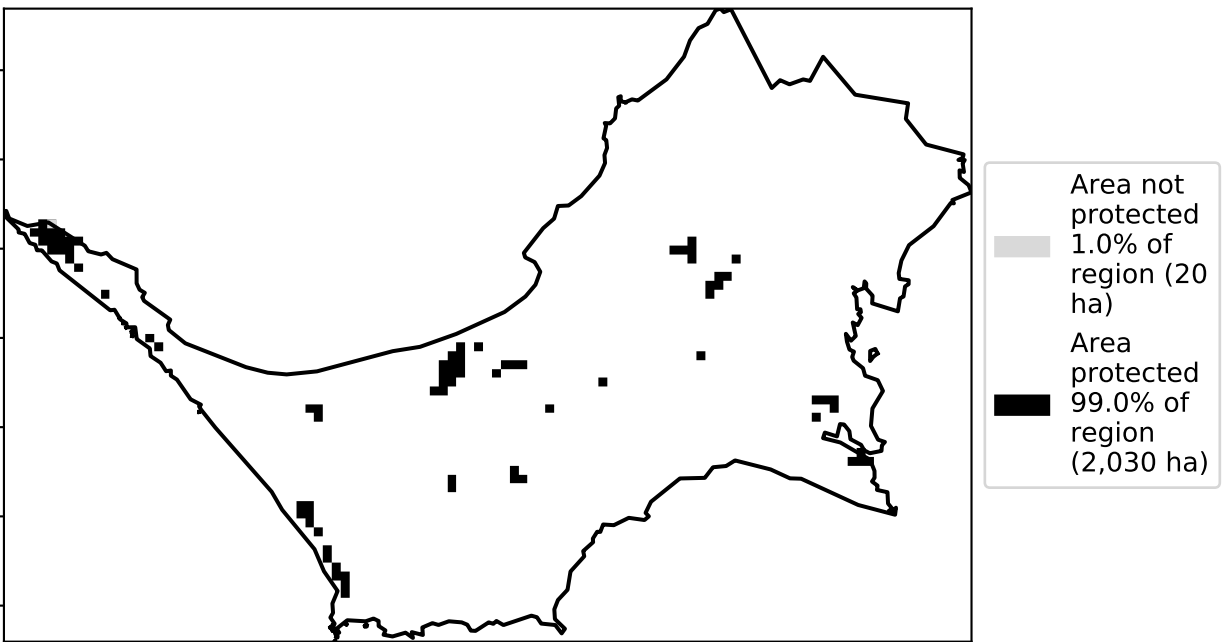 Area not
protected
1.0% of
region (20
ha)
Area
protected
99.0% of
region
(2,030 ha)